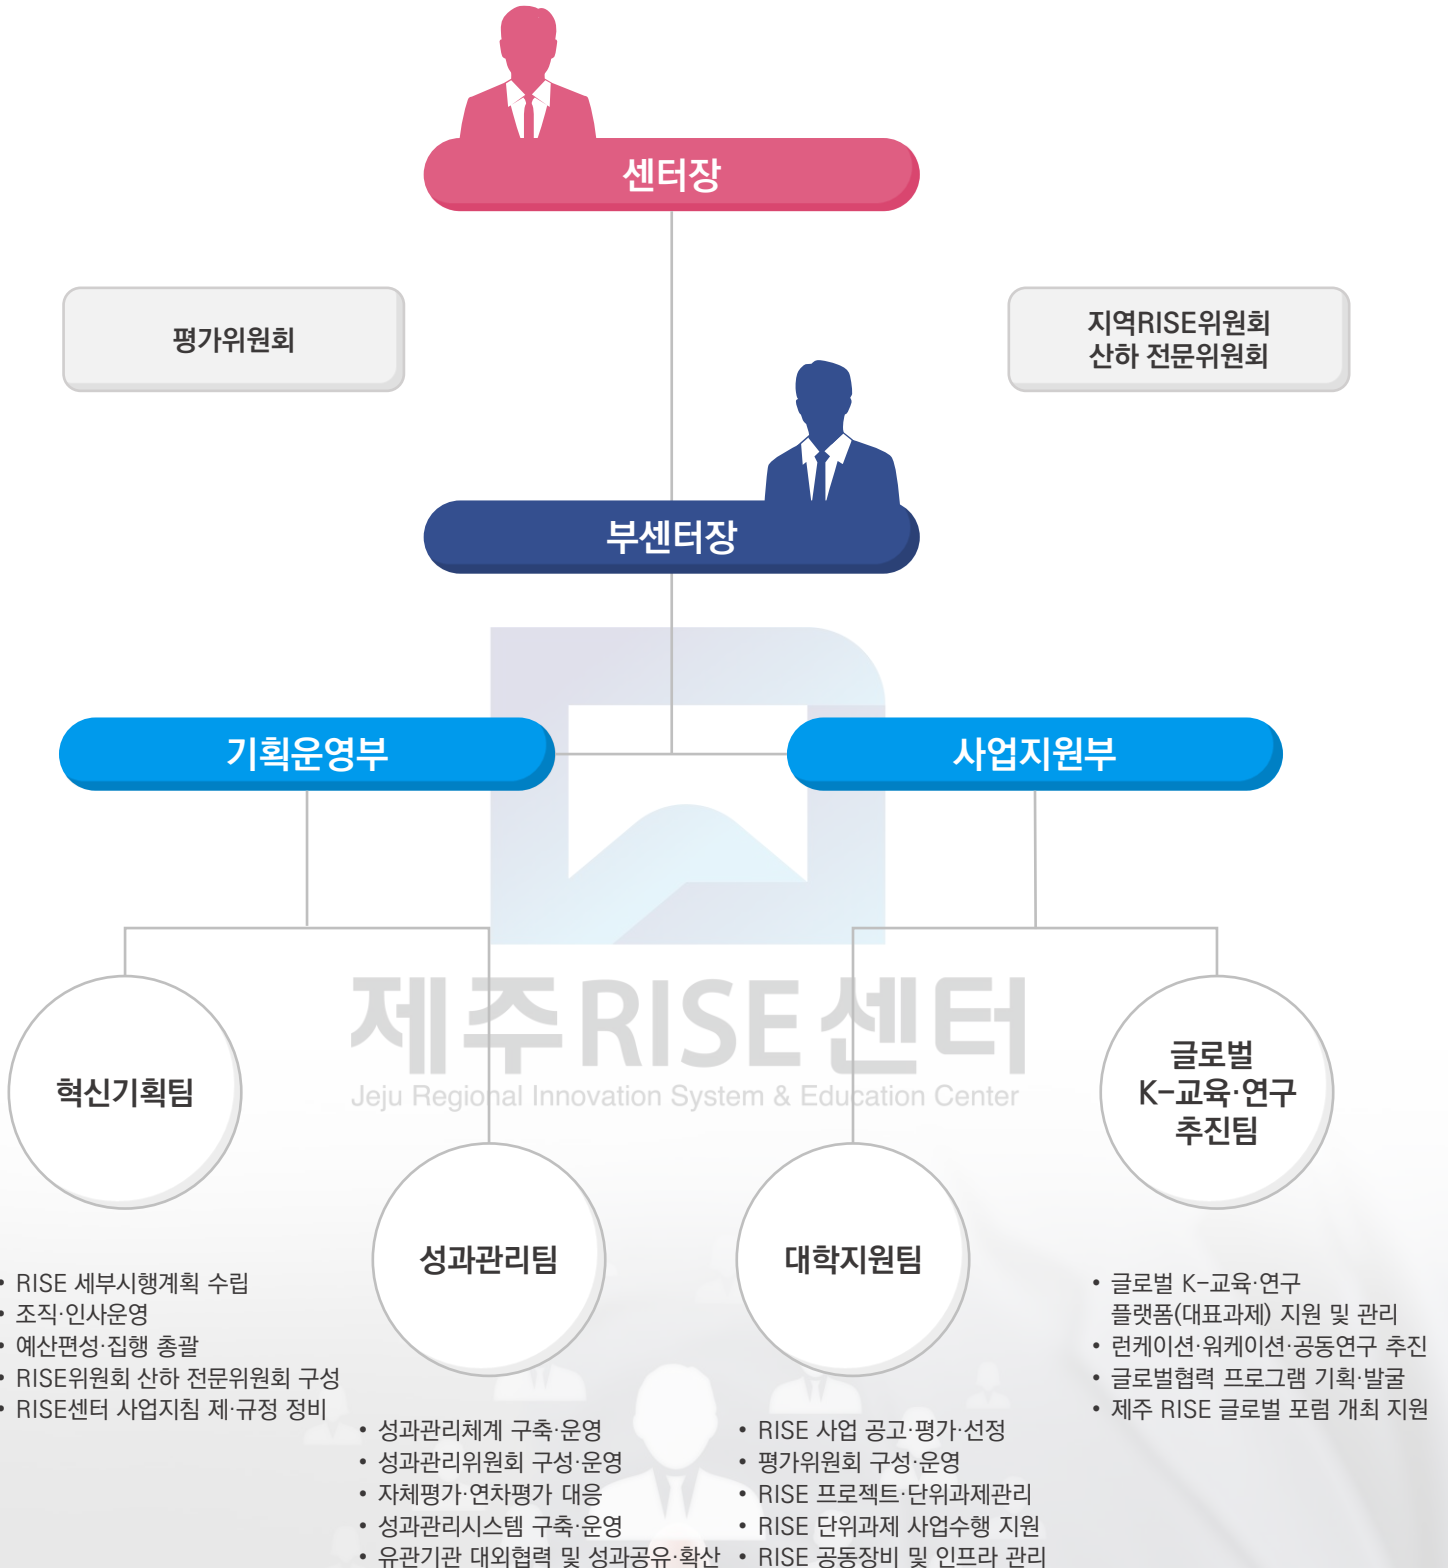 센터장
평가위원회
지역RISE위원회
산하 전문위원회
부센터장
기획운영부
사업지원부
제주RISE센터
Jeju Regional Innovation System & Education Center
혁신기획팀
• RISE 세부시행계획 수립
• 조직·인사운영
• 예산편성·집행 총괄
• RISE위원회 산하 전문위원회 구성
• RISE센터 사업지침 제·규정 정비
성과관리팀
• 성과관리체계 구축·운영
• 성과관리위원회 구성·운영
• 자체평가·연차평가 대응
• 성과관리시스템 구축·운영
• 유관기관 대외협력 및 성과공유·확산
대학지원팀
• RISE 사업 공고·평가·선정
• 평가위원회 구성·운영
• RISE 프로젝트·단위과제관리
• RISE 단위과제 사업수행 지원
• RISE 공동장비 및 인프라 관리
글로벌
K-교육·연구
추진팀
• 글로벌 K-교육·연구
플랫폼(대표과제) 지원 및 관리
• 런케이션·워케이션·공동연구 추진
• 글로벌협력 프로그램 기획·발굴
• 제주 RISE 글로벌 포럼 개최 지원